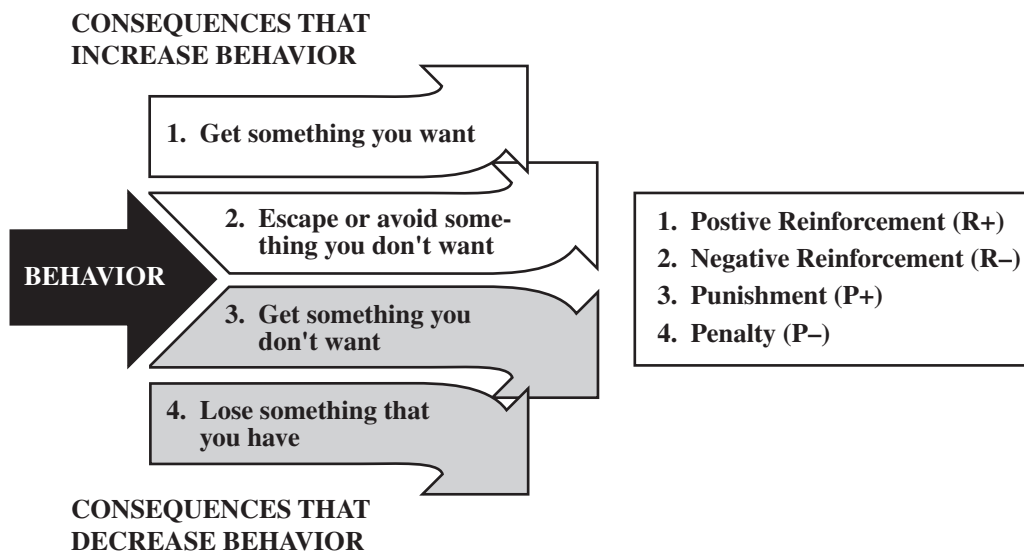 CONSEQUENCES THAT
INCREASE BEHAVIOR
1. Get something you want
2. Escape or avoid some-
thing you don't want
BEHAVIOR
3. Get something you
don't want
4. Lose something that
you have
CONSEQUENCES THAT
DECREASE BEHAVIOR
1. Postive Reinforcement (R+)
2. Negative Reinforcement (R–)
3. Punishment (P+)
4. Penalty (P–)